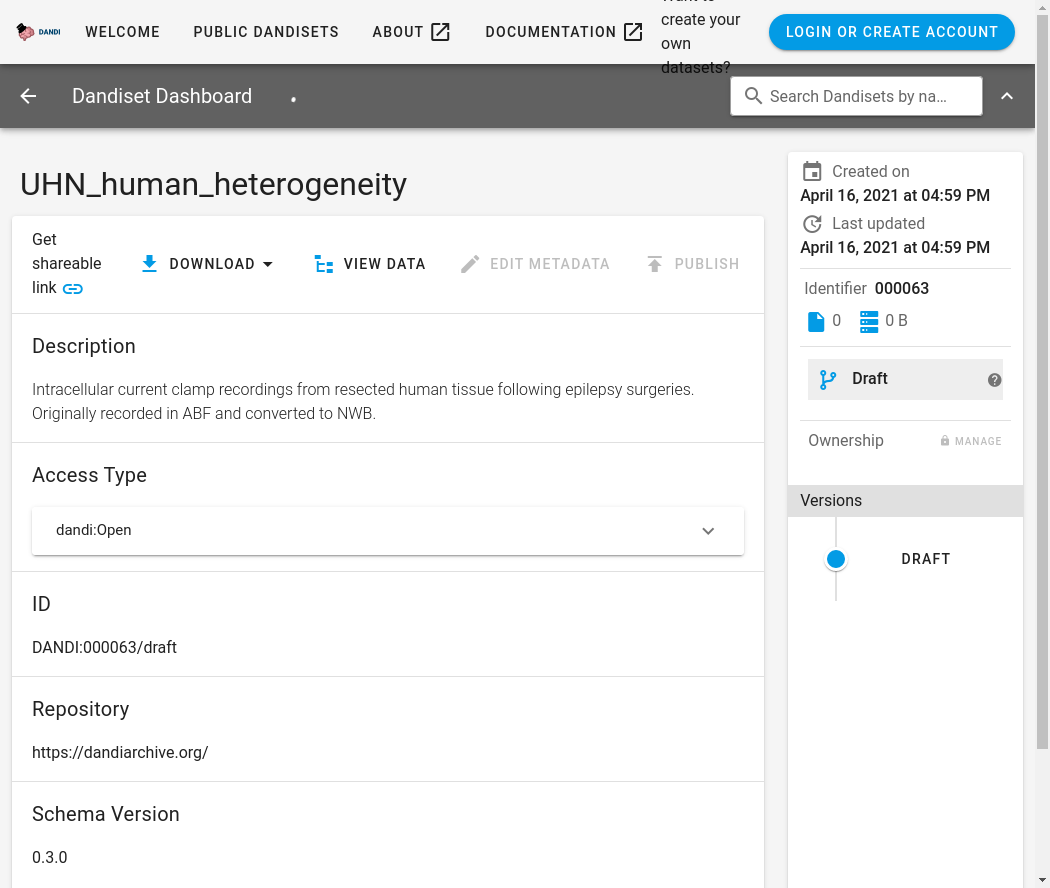 DANDI
WELCOME
PUBLIC DANDISETS
ABOUT
DOCUMENTATION
create your
own
datasets?
LOGIN OR CREATE ACCOUNT
Dandiset Dashboard
Search Dandisets by na…
UHN_human_heterogeneity
Get
shareable
link
DOWNLOAD
VIEW DATA
EDIT METADATA
PUBLISH
Description
Intracellular current clamp recordings from resected human tissue following epilepsy surgeries.
Originally recorded in ABF and converted to NWB.
Access Type
dandi:Open
ID
DANDI:000063/draft
Repository
https://dandiarchive.org/
Schema Version
0.3.0
Created on
April 16, 2021 at 04:59 PM
Last updated
April 16, 2021 at 04:59 PM
Identifier 000063
0
0 B
Draft
Ownership
MANAGE
Versions
DRAFT